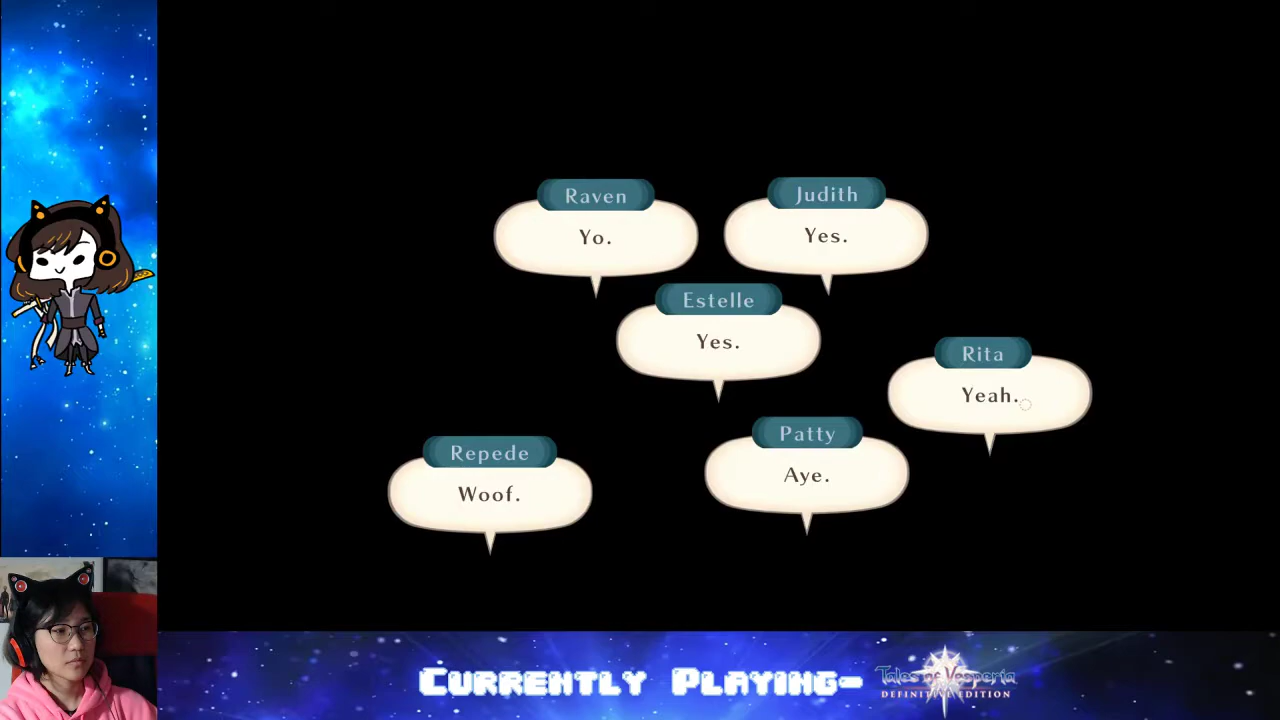 Raven
Yo.
Judith
Yes.
Estelle
Yes.
Rita
Yeah.
Patty
Aye.
Repede
Woof.
Currently Playing-
Tales of Vesperia
DEFINITIVE EDITION